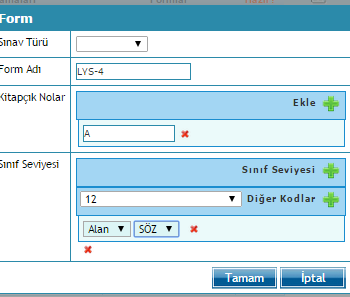 Form
Sınav Türü
Form Adı
LYS-4
Kitapçık Nolar
Ekle
A
Sınıf Seviyesi
Sınıf Seviyesi
12
Diğer Kodlar
Alan SÖZ
Tamam İptal